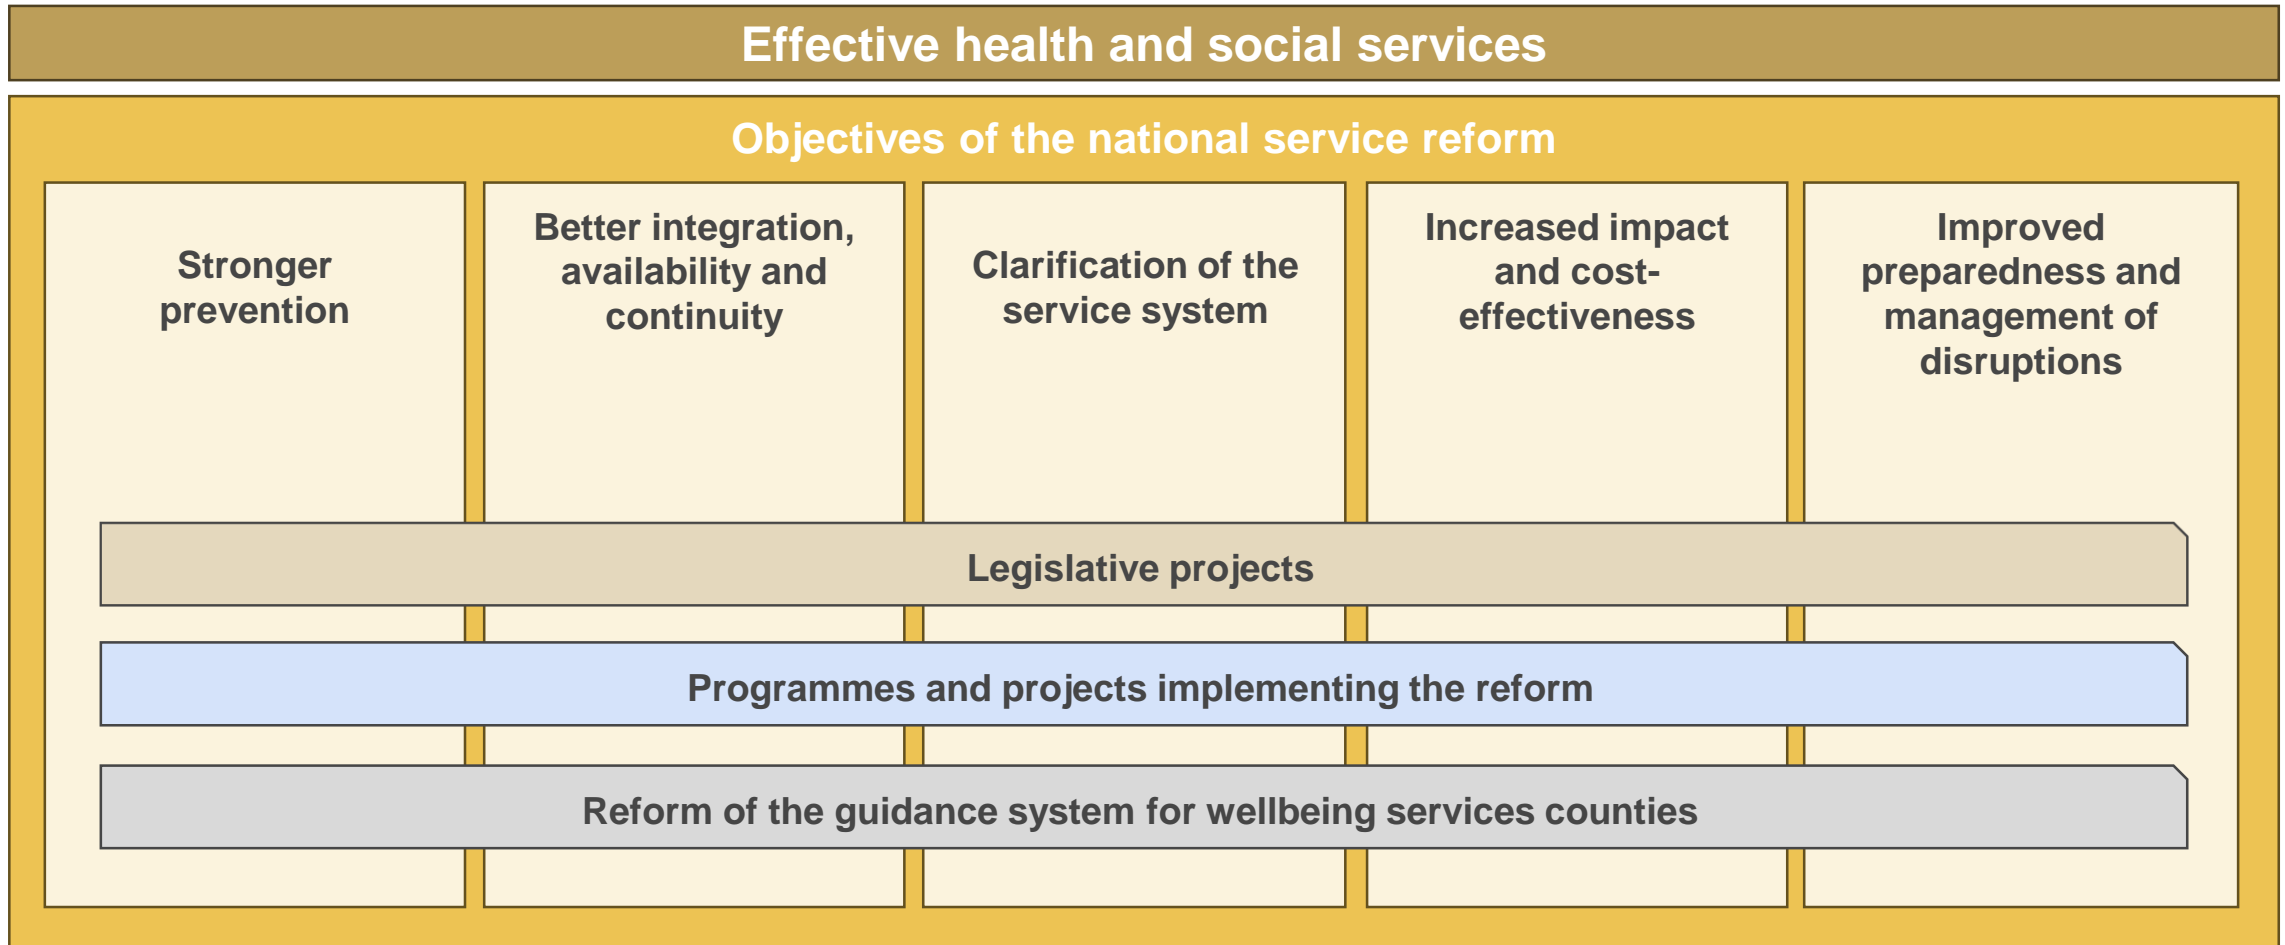 Effective health and social services
Objectives of the national service reform
Stronger
prevention
Better integration,
availability and
continuity
Clarification of the
service system
Increased impact
and cost-
effectiveness
Improved
preparedness and
management of
disruptions
Legislative projects
Programmes and projects implementing the reform
Reform of the guidance system for wellbeing services counties